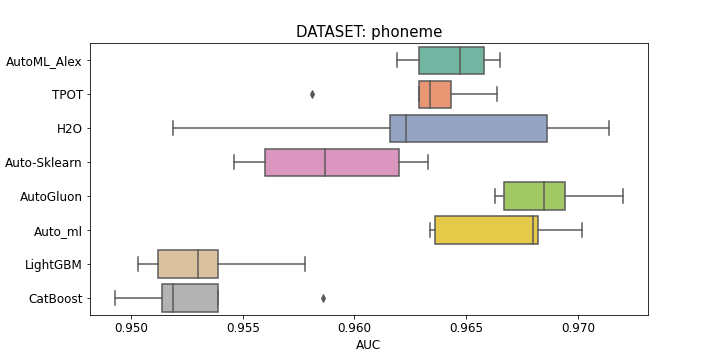 DATASET: phoneme
AutoML_Alex
TPOT
H2O
Auto-Sklearn
AutoGluon
Auto_ml
LightGBM
CatBoost
0.950 0.955 0.960 0.965 0.970
AUC